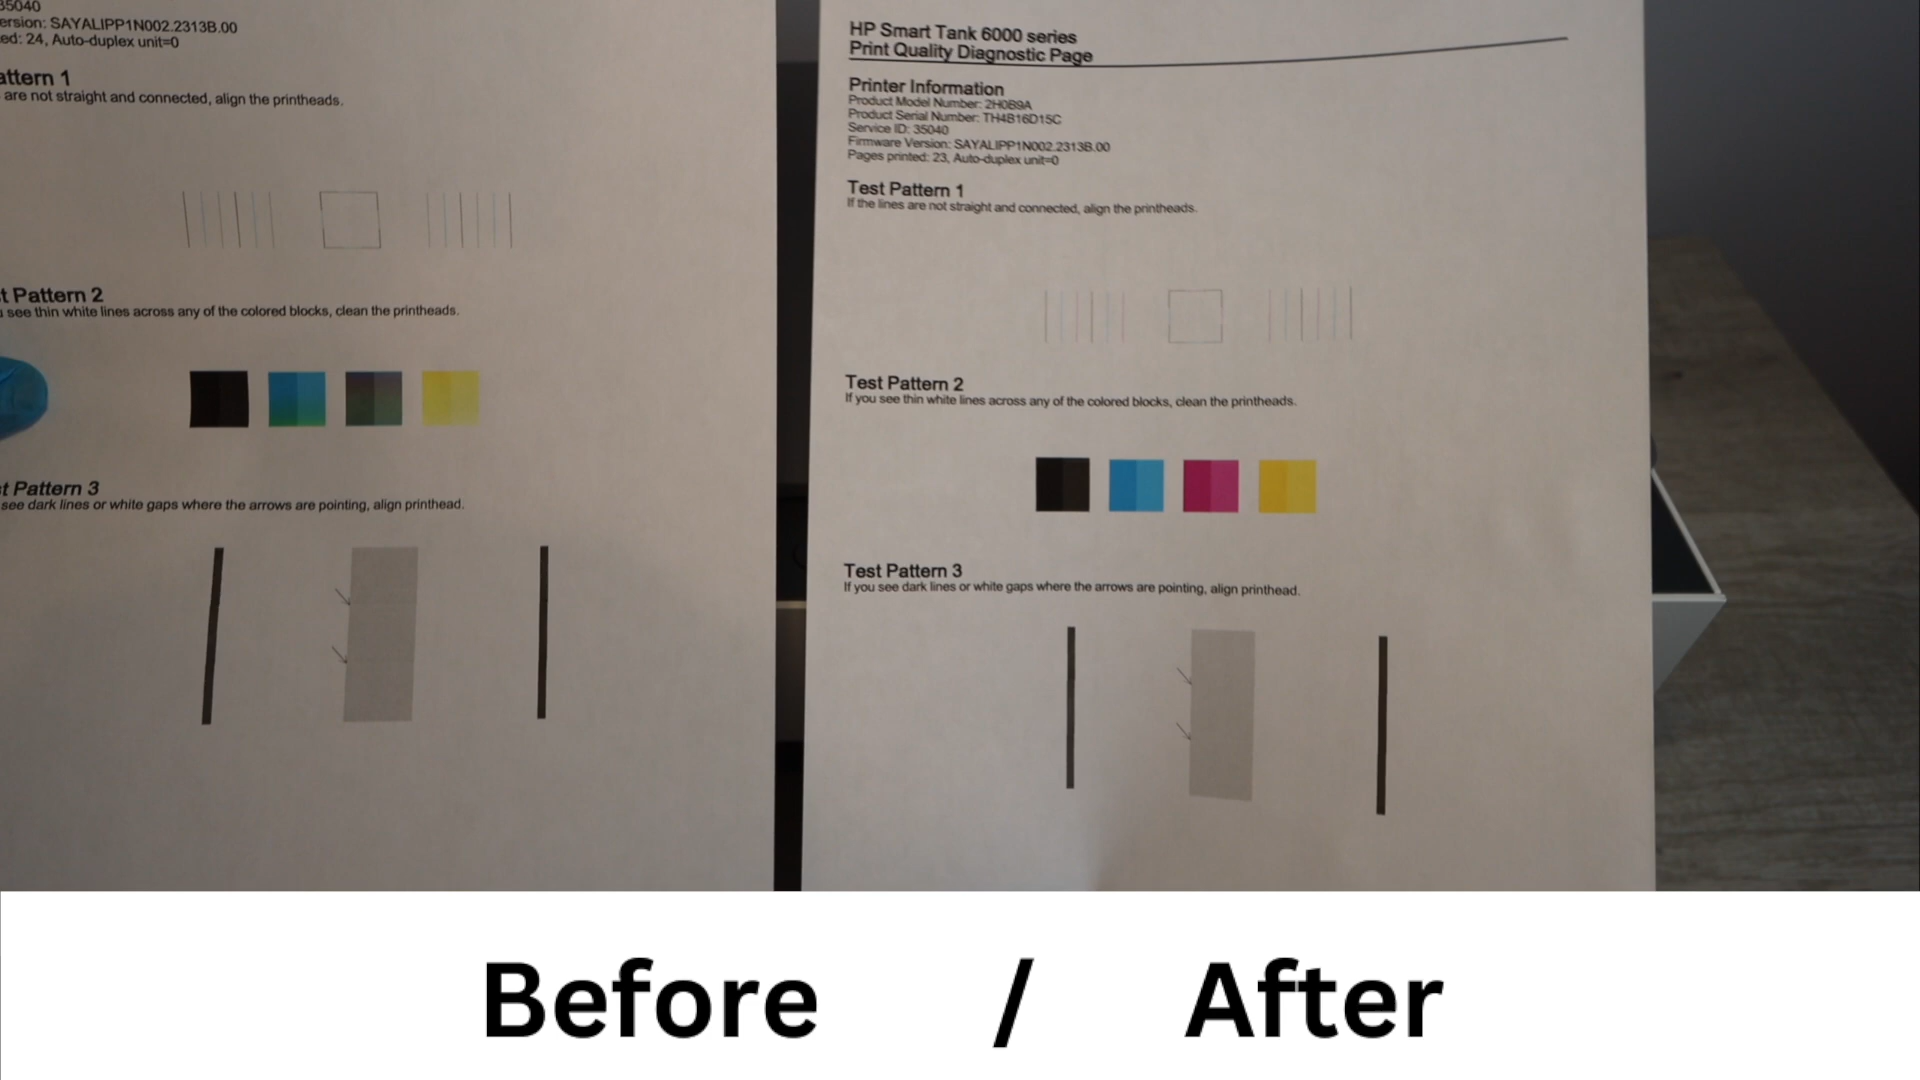 35040
ersion: SAYALIPP1N002.2313B.00
ed: 24, Auto-duplex unit=0
attern 1
are not straight and connected, align the printheads.
t Pattern 2
see thin white lines across any of the colored blocks, clean the printheads.
t Pattern 3
see dark lines or white gaps where the arrows are pointing, align printhead.
HP Smart Tank 6000 series
Print Quality Diagnostic Page
Printer Information
Product Model Number: 2H0B9A
Product Serial Number: TH4B16D15C
Service ID: 35040
Firmware Version: SAYALIPP1N002.2313B.00
Pages printed: 23, Auto-duplex unit=0
Test Pattern 1
If the lines are not straight and connected, align the printheads.
Test Pattern 2
If you see thin white lines across any of the colored blocks, clean the printheads.
Test Pattern 3
If you see dark lines or white gaps where the arrows are pointing, align printhead.
Before / After